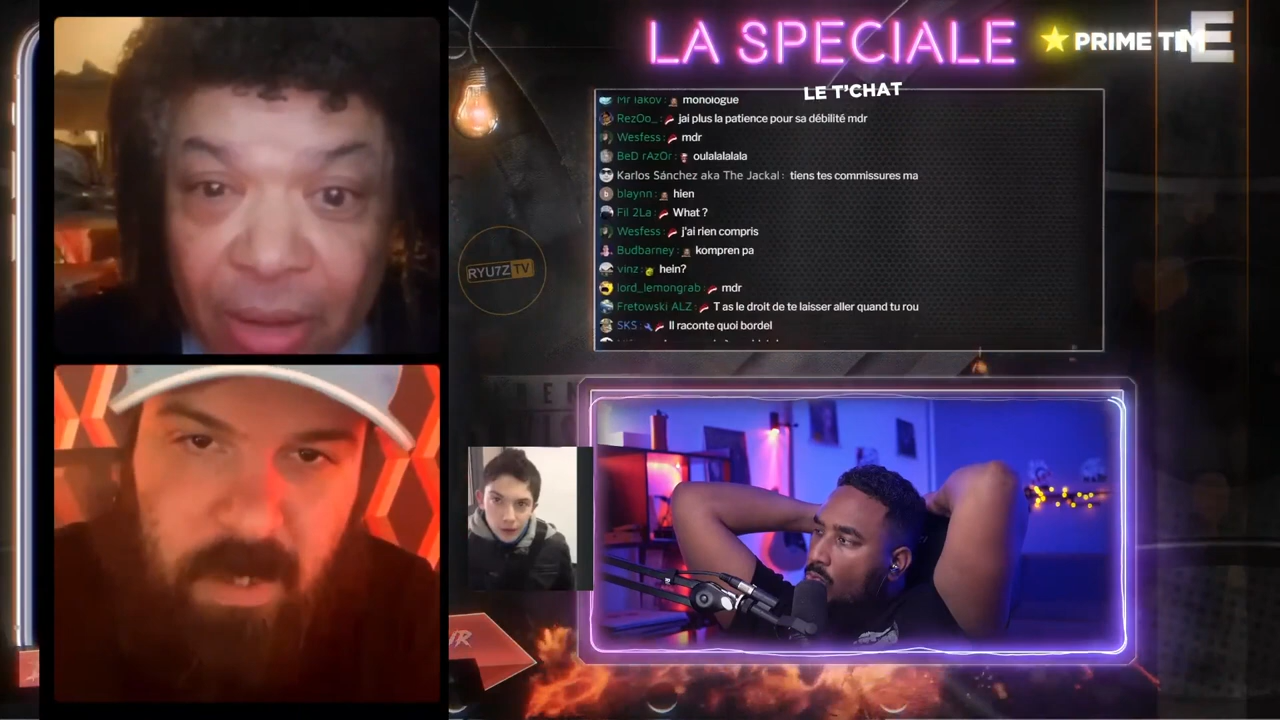 LA SPECIALE
PRIME TIME
LE T'CHAT
Mr Iakov : monologue
RezOo_ : jai plus la patience pour sa débilité mdr
Wesfess : mdr
BeD rAzOr : oulalalalala
Karlos Sánchez aka The Jackal : tiens tes commissures ma
blaynn : hien
Fil 2La : What ?
Wesfess : j'ai rien compris
Budbarney : kompren pa
vinz : hein?
lord_lemongrab : mdr
Fretowski ALZ : T as le droit de te laisser aller quand tu rou
SKS : Il raconte quoi bordel
RYU7Z TV